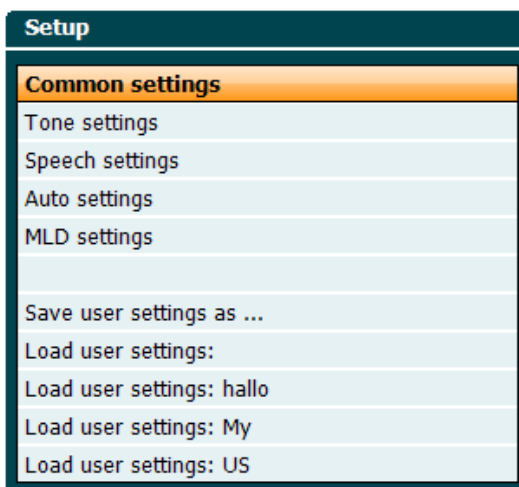 Setup
Common settings
Tone settings
Speech settings
Auto settings
MLD settings
Save user settings as ...
Load user settings:
Load user settings: hallo
Load user settings: My
Load user settings: US